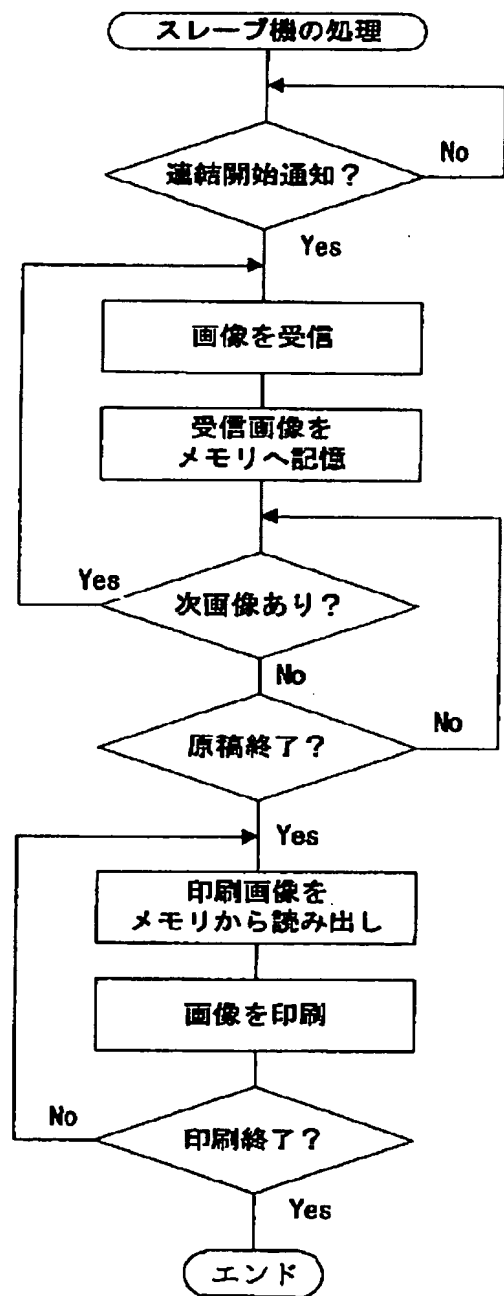 スレーブ機の処理
No
連結開始通知？
Yes
画像を受信
受信画像を
メモリへ記憶
Yes
次画像あり？
No
No
原稿終了？
Yes
印刷画像を
メモリから読み出し
画像を印刷
No
印刷終了？
Yes
エンド